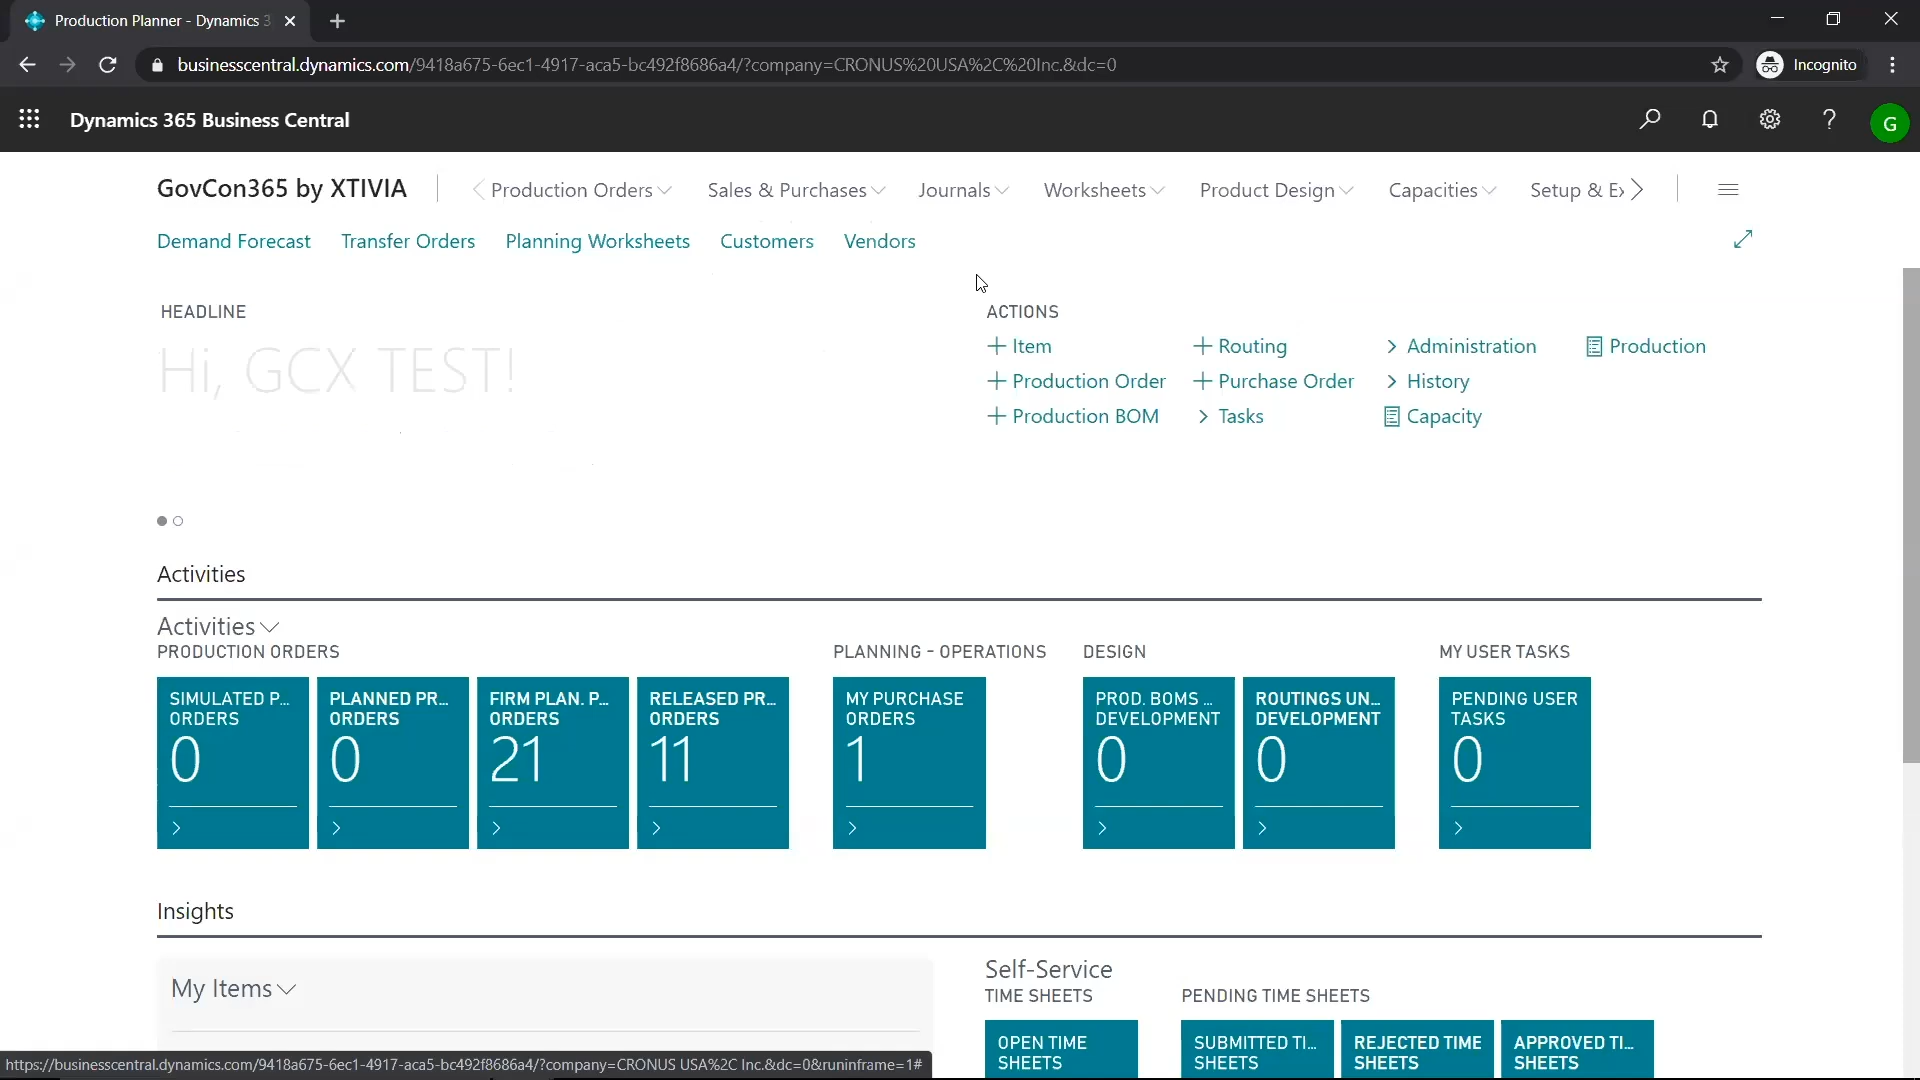 Production Planner - Dynamics 3
businesscentral.dynamics.com/9418a675-6ec1-4917-aca5-bc492f8686a4/?company=CRONUS%20USA%2C%20Inc.&dc=0
Incognito
Dynamics 365 Business Central
G
GovCon365 by XTIVIA
Production Orders
Sales & Purchases
Journals
Worksheets
Product Design
Capacities
Setup & Ex
Demand Forecast
Transfer Orders
Planning Worksheets
Customers
Vendors
HEADLINE
Hi, GCX TEST!
ACTIONS
Item
Routing
Administration
Production
Production Order
Purchase Order
History
Production BOM
Tasks
Capacity
Activities
Activities
PRODUCTION ORDERS
PLANNING - OPERATIONS
DESIGN
MY USER TASKS
SIMULATED P...
ORDERS
0
PLANNED PR...
ORDERS
0
FIRM PLAN. P...
ORDERS
21
RELEASED PR...
ORDERS
11
MY PURCHASE
ORDERS
1
PROD. BOMS ...
DEVELOPMENT
0
ROUTINGS UN...
DEVELOPMENT
0
PENDING USER
TASKS
0
Insights
My Items
Self-Service
TIME SHEETS
PENDING TIME SHEETS
OPEN TIME
SHEETS
SUBMITTED TI...
SHEETS
REJECTED TIME
SHEETS
APPROVED TI...
SHEETS
https://businesscentral.dynamics.com/9418a675-6ec1-4917-aca5-bc492f8686a4/?company=CRONUS USA%2C Inc.&dc=0&runinframe=1#